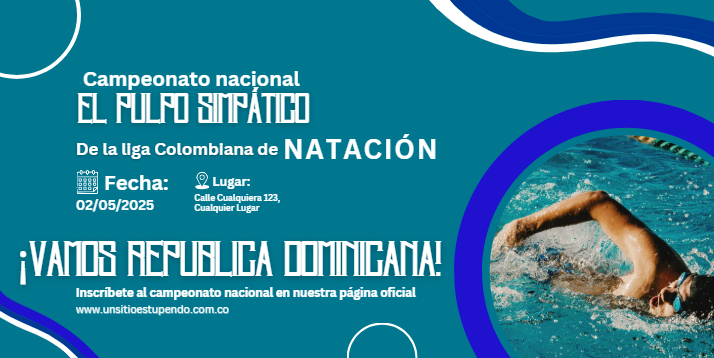 Campeonato nacional
EL PULPO SIMPÁTICO
De la liga Colombiana de NATACIÓN
Fecha:
02/05/2025
Lugar:
Calle Cualquiera 123,
Cualquier Lugar
¡VAMOS REPUBLICA DOMINICANA!
Inscríbete al campeonato nacional en nuestra página oficial
www.unsitioestupendo.com.co